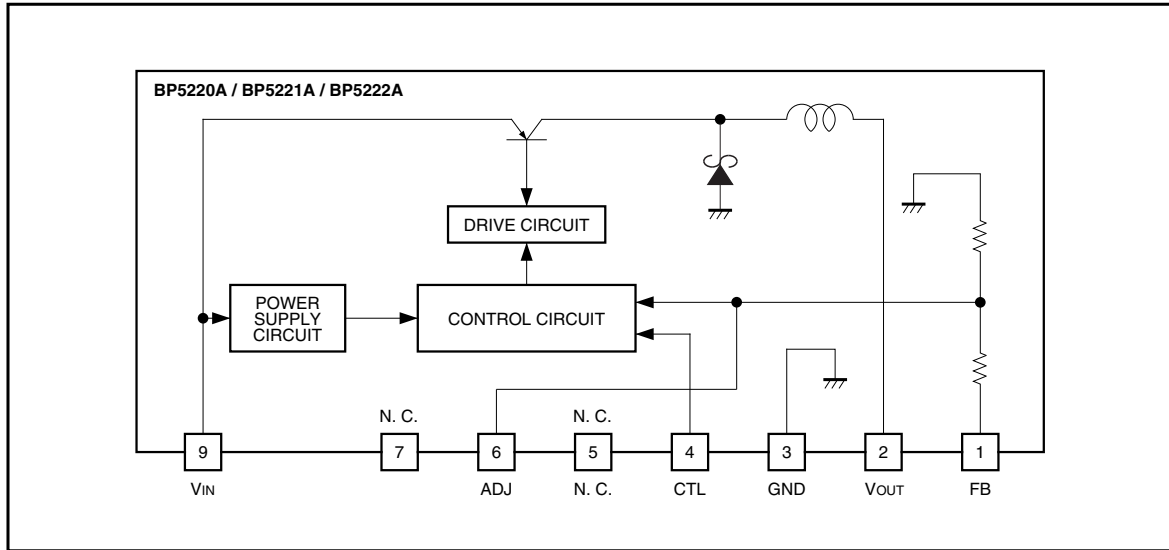 BP5220A / BP5221A / BP5222A
DRIVE CIRCUIT
POWER
SUPPLY
CIRCUIT
CONTROL CIRCUIT
N. C.
N. C.
9
7
6
5
4
3
2
1
VIN
ADJ
N. C.
CTL
GND
VOUT
FB